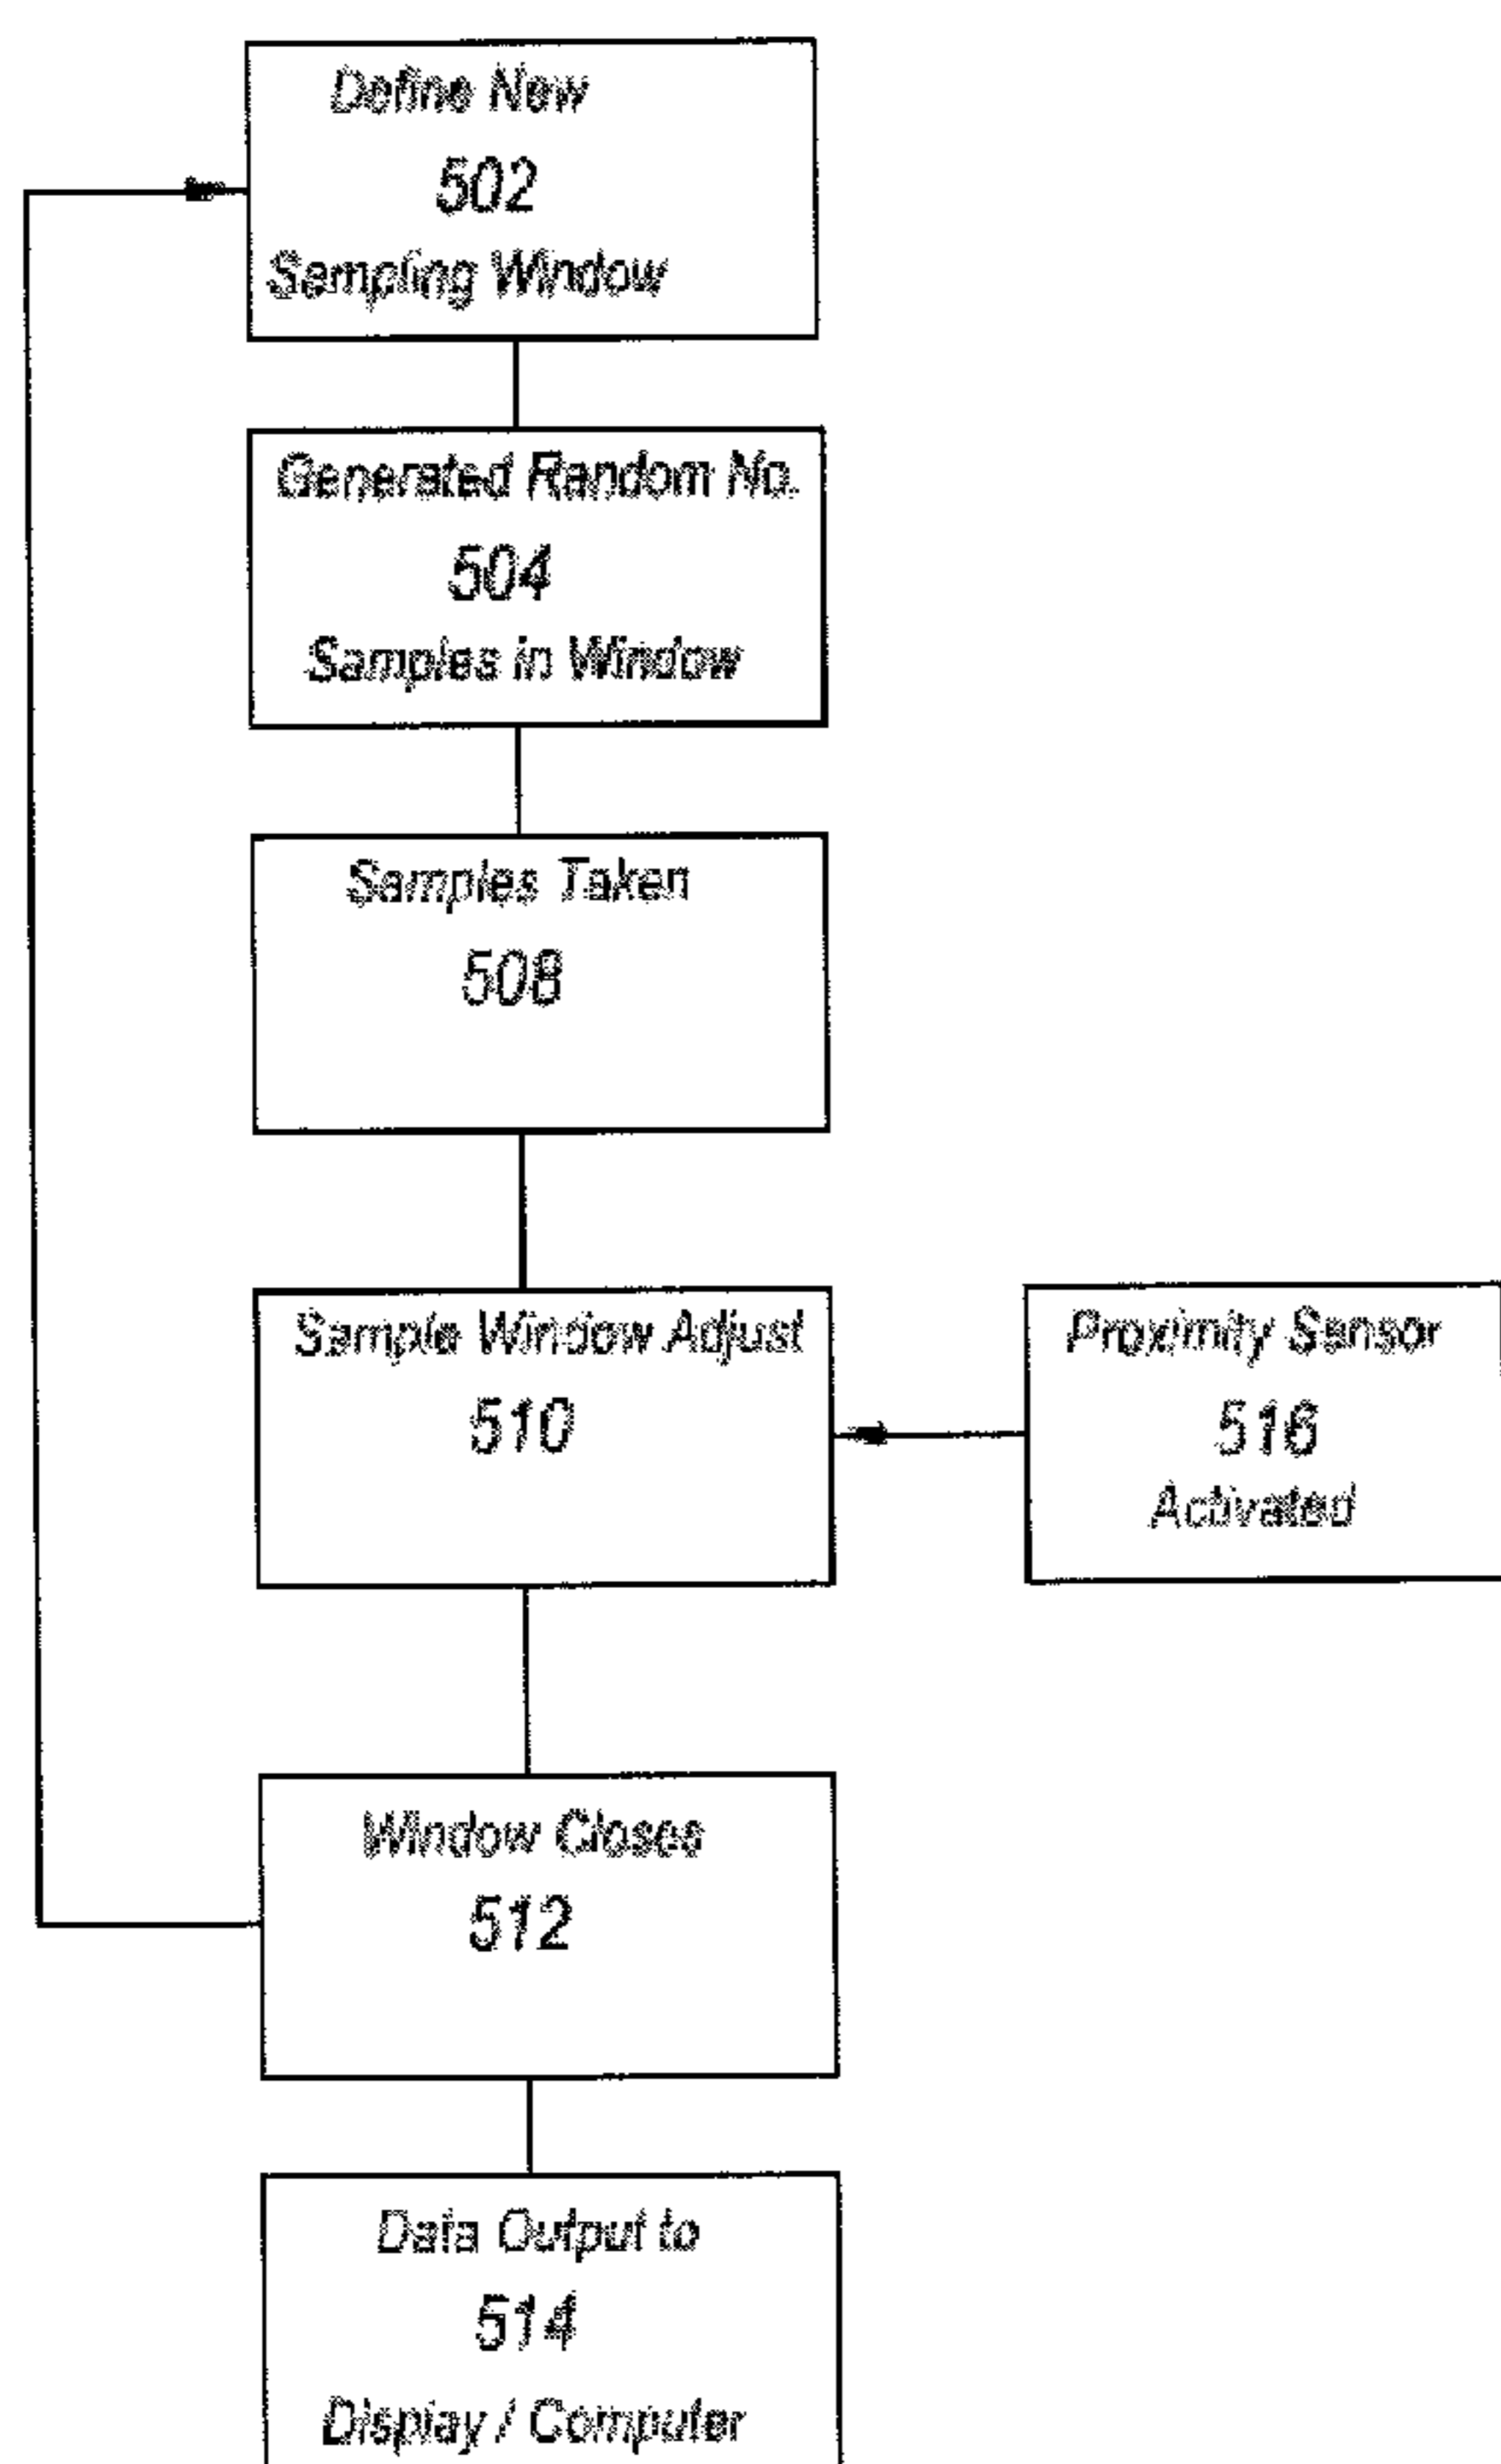 Define New
502
Sampling Window
Generated Random No.
504
Samples in Window
Samples Taken
508
Sample Window Adjust
510
Proximity Sensor
516
Activated
Window Closes
512
Data Output to
514
Display / Computer